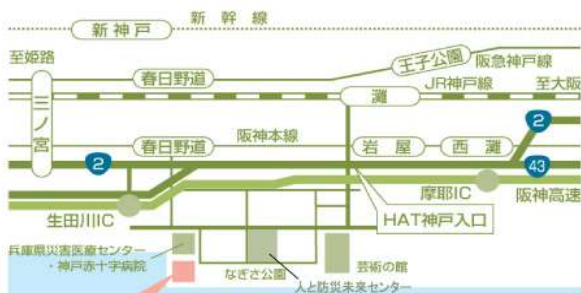 新幹線
新神戸
至姫路
王子公園
阪急神戸線
春日野道
JR神戸線
至大阪
三ノ宮
灘
2
阪神本線
春日野道
岩屋
西灘
2
43
摩耶IC
阪神高速
生田川IC
HAT神戸入口
兵庫県災害医療センター
・神戸赤十字病院
なぎさ公園
芸術の館
人と防災未来センター